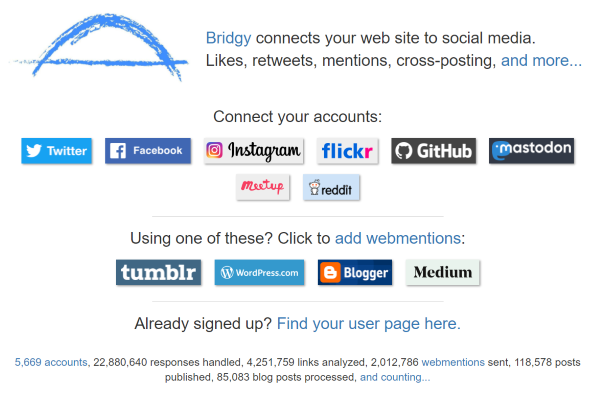 Bridgy connects your web site to social media.
Likes, retweets, mentions, cross-posting, and more...
Connect your accounts:
Twitter Facebook Instagram flickr GitHub mastodon
meetup reddit
Using one of these? Click to add webmentions:
tumblr WordPress.com Blogger Medium
Already signed up? Find your user page here.
5,669 accounts, 22,880,640 responses handled, 4,251,759 links analyzed, 2,012,786 webmentions sent, 118,578 posts
published, 85,083 blog posts processed, and counting...